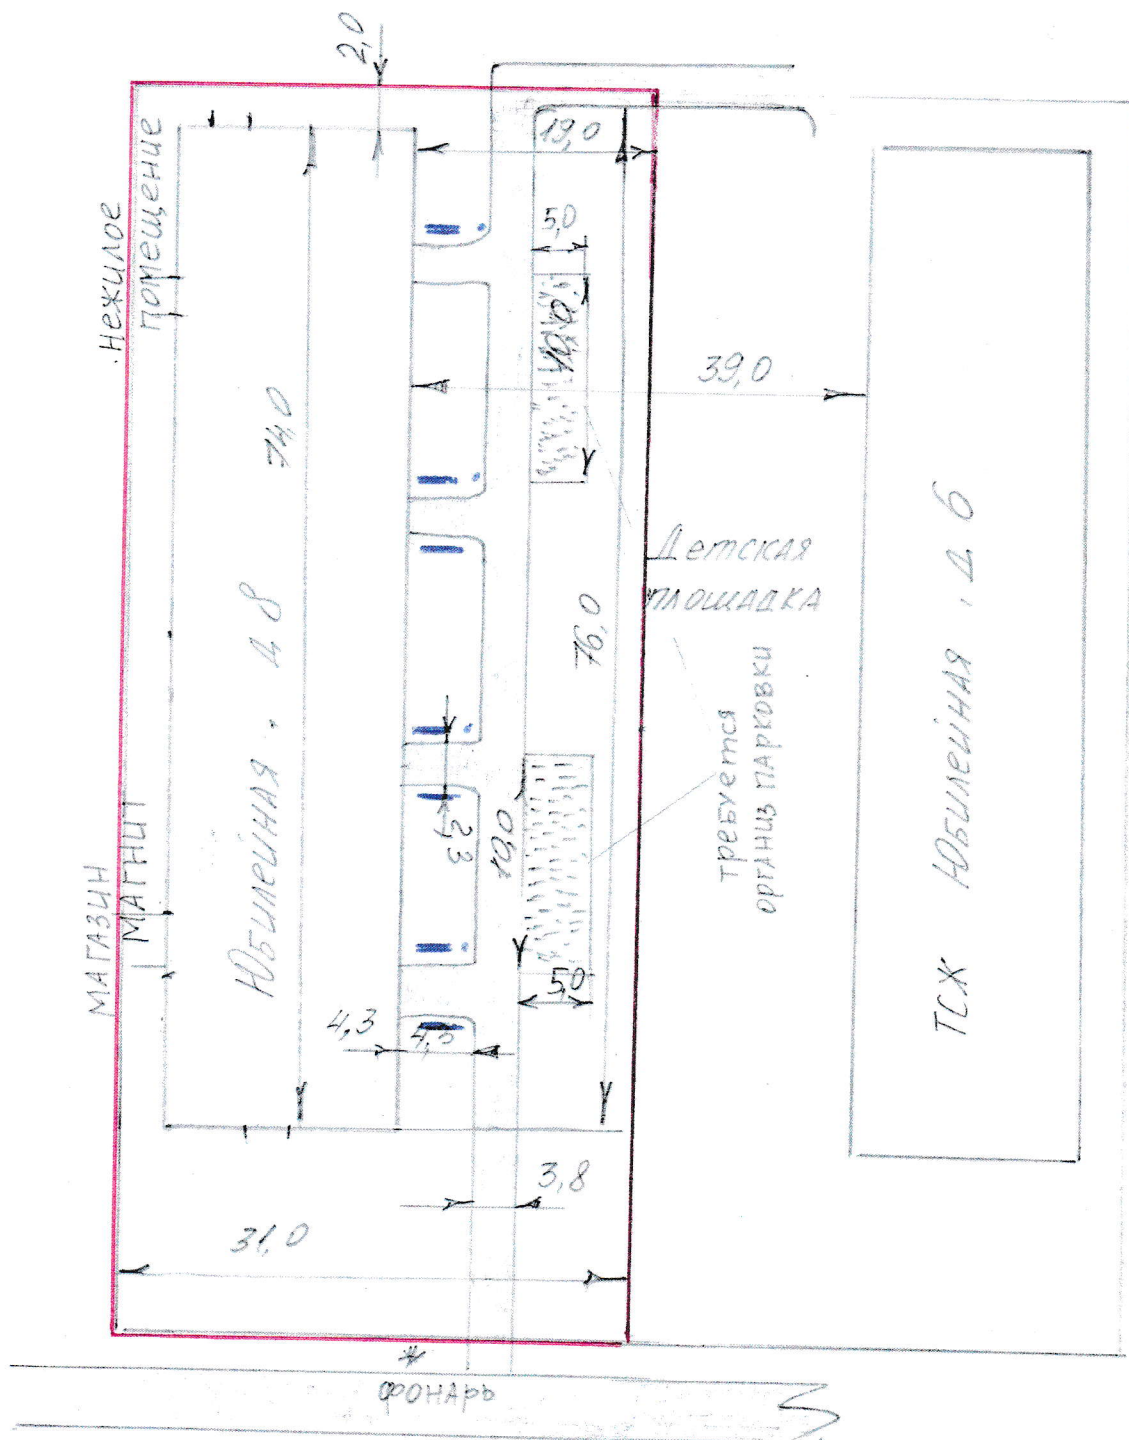 2,0
19,0
Нежилое
помещение
5,0
10,0
39,0
74,0
Детская
площадка
76,0
требуется
организ парковки
Юбилейная, д 8
ТСЖ Юбилейная, д 6
2,3
10,0
МАГАЗИН
МАГНИТ
5,0
4,3
4,5
3,8
31,0
фонарь